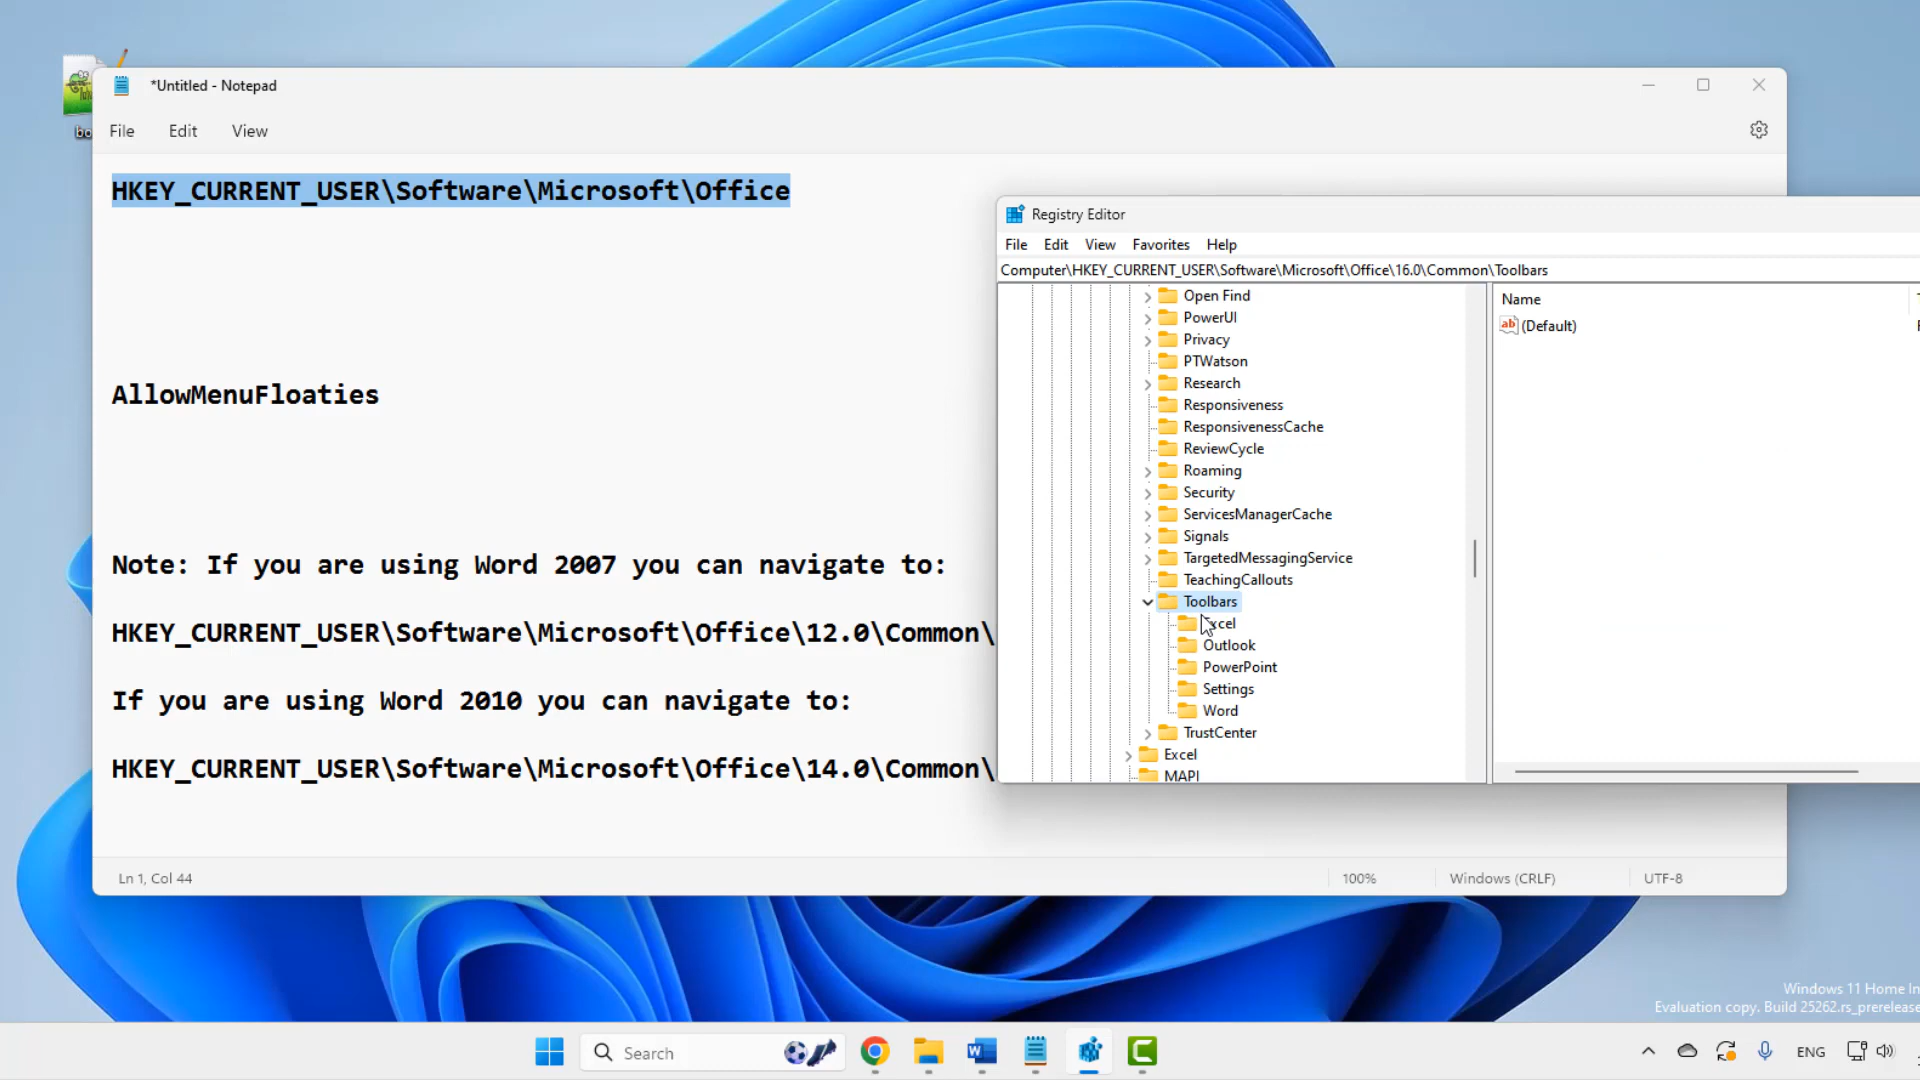 *Untitled - Notepad
File Edit View
HKEY_CURRENT_USER\Software\Microsoft\Office
AllowMenuFloaties
Note: If you are using Word 2007 you can navigate to:
HKEY_CURRENT_USER\Software\Microsoft\Office\12.0\Common\
If you are using Word 2010 you can navigate to:
HKEY_CURRENT_USER\Software\Microsoft\Office\14.0\Common\
Ln 1, Col 44
100%
Windows (CRLF)
UTF-8
Registry Editor
File Edit View Favorites Help
Computer\HKEY_CURRENT_USER\Software\Microsoft\Office\16.0\Common\Toolbars
Open Find
PowerUI
Privacy
PTWatson
Research
Responsiveness
ResponsivenessCache
ReviewCycle
Roaming
Security
ServicesManagerCache
Signals
TargetedMessagingService
TeachingCallouts
Toolbars
Excel
Outlook
PowerPoint
Settings
Word
TrustCenter
Excel
MAPI
Name
ab (Default)
Windows 11 Home In
Evaluation copy. Build 25262.rs_prerelease
Search
ENG